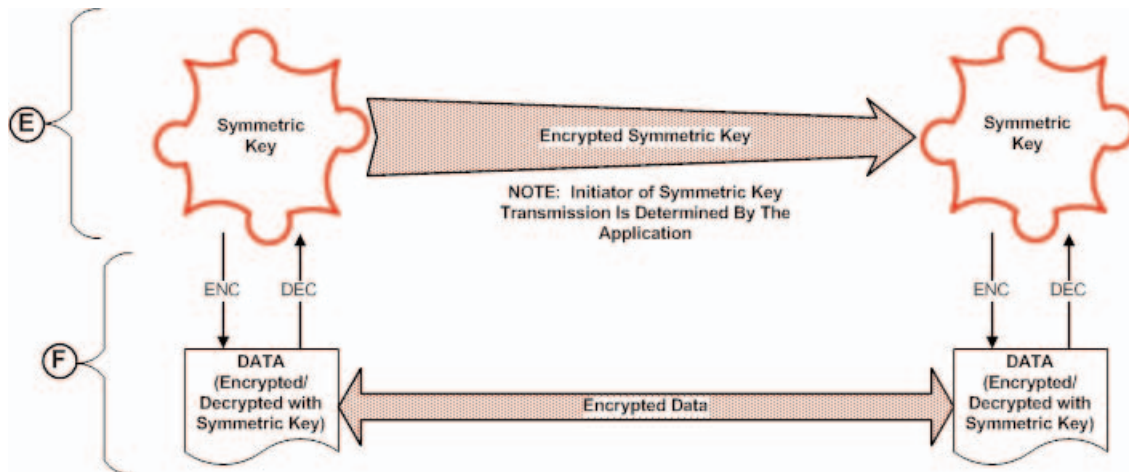 E
Symmetric
Key
Encrypted Symmetric Key
Symmetric
Key
NOTE: Initiator of Symmetric Key
Transmission Is Determined By The
Application
ENC
DEC
ENC
DEC
F
DATA
(Encrypted/
Decrypted with
Symmetric Key)
Encrypted Data
DATA
(Encrypted/
Decrypted with
Symmetric Key)